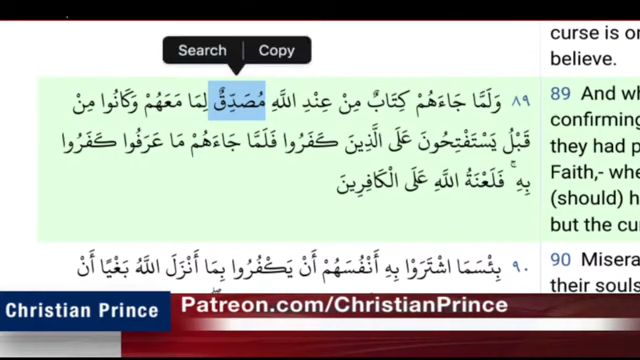 Search
Copy
curse is o
believe.
٨٩ وَلَمَّا جَاءَهُمْ كِتَابٌ مِنْ عِنْدِ اللَّهِ مُصَدِّقٌ لِمَا مَعَهُمْ وَكَانُوا مِنْ
قَبْلُ يَسْتَفْتِحُونَ عَلَى الَّذِينَ كَفَرُوا فَلَمَّا جَاءَهُمْ مَا عَرَفُوا كَفَرُوا
بِهِ ۚ فَلَعْنَةُ اللَّهِ عَلَى الْكَافِرِينَ
89 And wh
confirming
they had p
Faith,- whe
(should) h
but the cu
٩٠ بِئْسَمَا اشْتَرَوْا بِهِ أَنْفُسَهُمْ أَنْ يَكْفُرُوا بِمَا أَنْزَلَ اللَّهُ بَغْيًا أَنْ
90 Misera
their souls
Christian Prince
Patreon.com/ChristianPrince